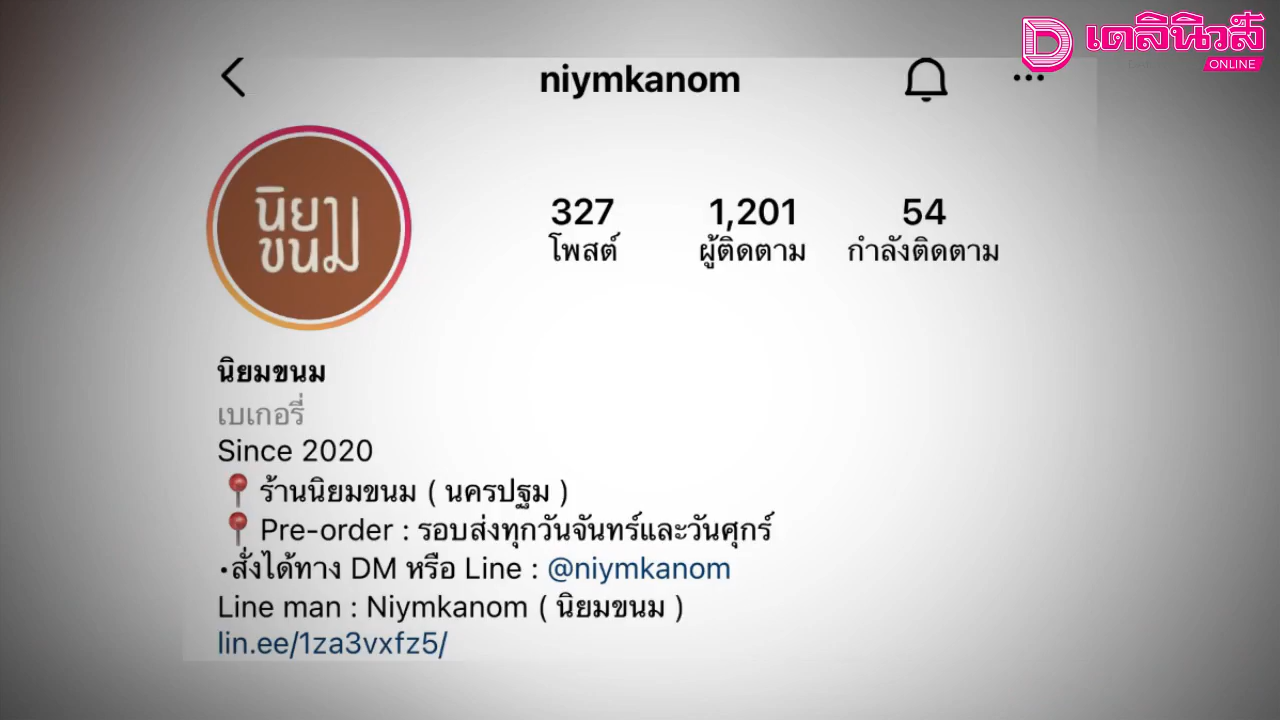 เดลินิวส์
ONLINE
niymkanom
นิยม
ขนม
327
1,201
54
โพสต์
ผู้ติดตาม
กำลังติดตาม
นิยมขนม
เบเกอรี่
Since 2020
📍 ร้านนิยมขนม ( นครปฐม )
📍 Pre-order : รอบส่งทุกวันจันทร์และวันศุกร์
•สั่งได้ทาง DM หรือ Line : @niymkanom
Line man : Niymkanom ( นิยมขนม )
lin.ee/1za3vxfz5/